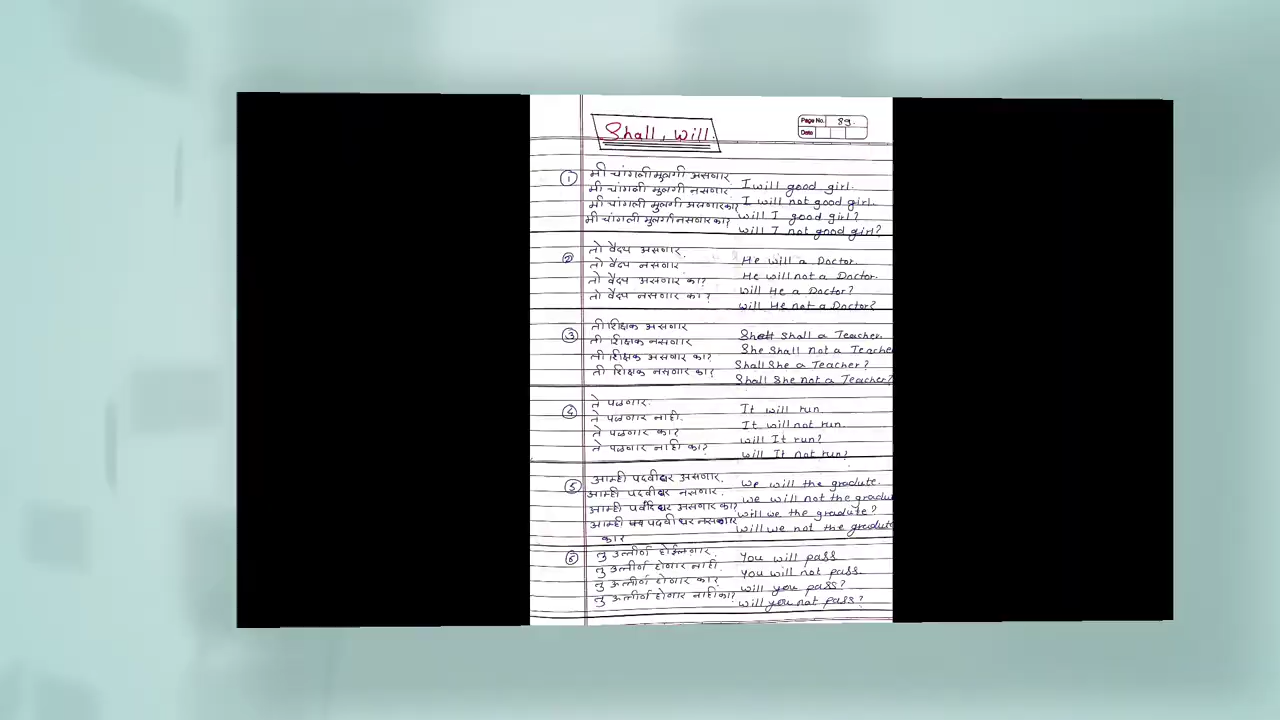 Shall, will.
Page No. 89.
Date
① मी चांगली मुलगी असणार. I will good girl.
मी चांगली मुलगी नसणार. I will not good girl.
मी चांगली मुलगी असणार का? will I good girl?
मी चांगली मुलगी नसणार का? will I not good girl?
② तो वैद्य असणार. He will a Doctor.
तो वैद्य नसणार. He will not a Doctor.
तो वैद्य असणार का? will He a Doctor?
तो वैद्य नसणार का? will He not a Doctor?
③ ती शिक्षक असणार Shall a Teacher.
ती शिक्षक नसणार She Shall not a Teacher
ती शिक्षक असणार का? Shall She a Teacher?
ती शिक्षक नसणार का? Shall She not a Teacher?
④ ते पळणार. It will run.
ते पळणार नाही. It will not run.
ते पळणार का? will It run?
ते पळणार नाही का? will It not run?
⑤ आम्ही पदवीधर असणार. We will the gradute.
आम्ही पदवीधर नसणार. we will not the gradu
आम्ही असणार का? will we the gradute?
आम्ही पदवीधर नसणार will we not the gradute
का?
⑥ तु उत्तीर्ण You will pass
तु उत्तीर्ण होणार नाही. You will not pass.
तु उत्तीर्ण होणार का? will you pass?
तु उत्तीर्ण होणार नाही का? will you not pass?